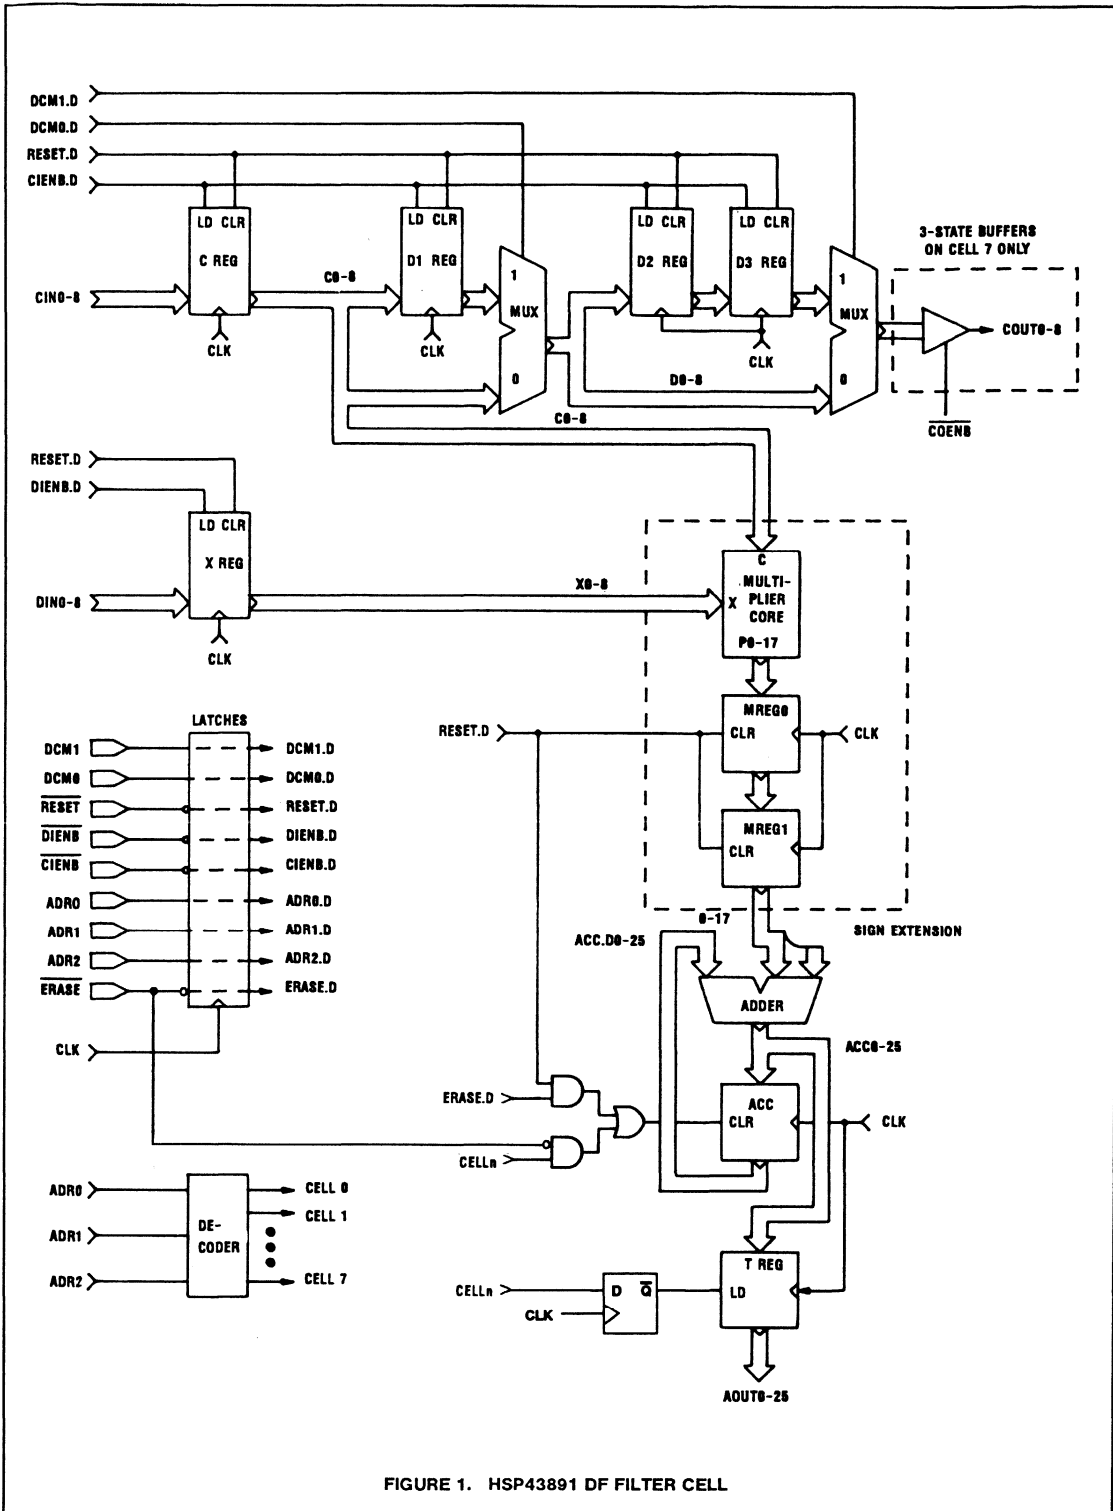 DCM1.D
DCM0.D
RESET.D
CIENB.D
LD CLR
C REG
CLK
CIN0-8
C0-8
LD CLR
D1 REG
CLK
1
MUX
0
C0-8
LD CLR
D2 REG
LD CLR
D3 REG
CLK
D0-8
1
MUX
0
3-STATE BUFFERS
ON CELL 7 ONLY
COUT0-8
COENB
RESET.D
DIENB.D
LD CLR
X REG
DIN0-8
CLK
X0-8
C
X
MULTI-
PLIER
CORE
P0-17
RESET.D
MREG0
CLR
CLK
MREG1
CLR
0-17
SIGN EXTENSION
ACC.D0-25
ADDER
ACC0-25
LATCHES
DCM1
DCM1.D
DCM0
DCM0.D
RESET
RESET.D
DIENB
DIENB.D
CIENB
CIENB.D
ADR0
ADR0.D
ADR1
ADR1.D
ADR2
ADR2.D
ERASE
ERASE.D
CLK
ERASE.D
CELLn
ACC
CLR
CLK
ADR0
ADR1
ADR2
DE-
CODER
CELL 0
CELL 1
CELL 7
CELLn
CLK
D Q
T REG
LD
AOUT0-25
FIGURE 1. HSP43891 DF FILTER CELL